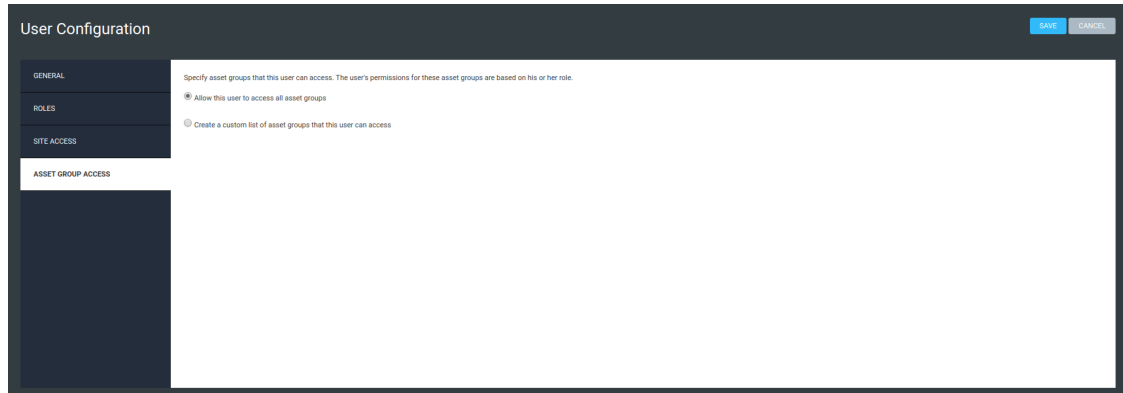 User Configuration
SAVE
CANCEL
GENERAL
ROLES
SITE ACCESS
ASSET GROUP ACCESS
Specify asset groups that this user can access. The user's permissions for these asset groups are based on his or her role.
Allow this user to access all asset groups
Create a custom list of asset groups that this user can access